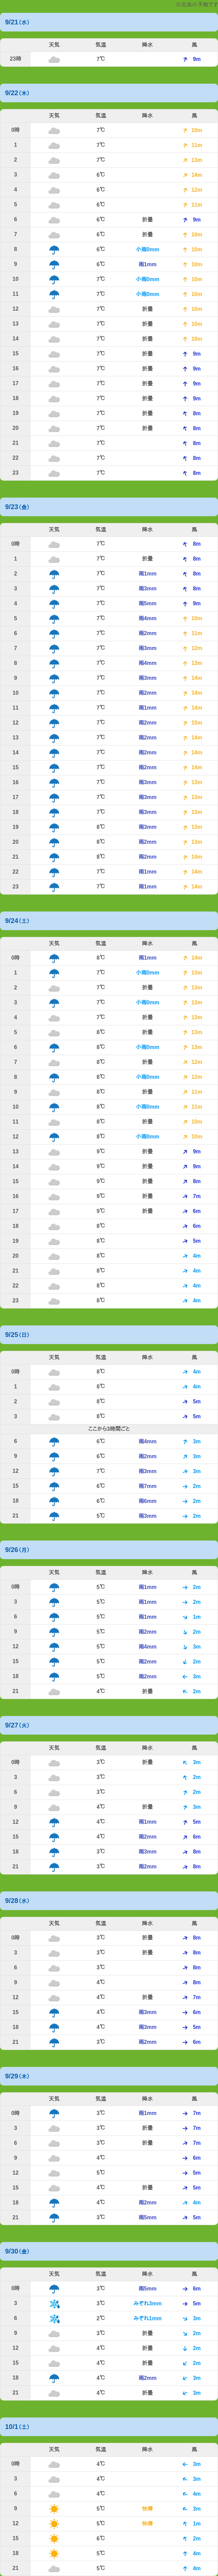 9/21(水)
天気 気温 降水 風
23時 7℃ 9m
9/22(木)
天気 気温 降水 風
0時 7℃ 10m
1 7℃ 11m
2 7℃ 13m
3 6℃ 14m
4 6℃ 12m
5 6℃ 11m
6 6℃ 折畳 9m
7 6℃ 折畳 10m
8 6℃ 小雨0mm 10m
9 6℃ 雨1mm 10m
10 7℃ 小雨0mm 10m
11 7℃ 小雨0mm 10m
12 7℃ 折畳 10m
13 7℃ 折畳 10m
14 7℃ 折畳 10m
15 7℃ 折畳 9m
16 7℃ 折畳 9m
17 7℃ 折畳 9m
18 7℃ 折畳 9m
19 7℃ 折畳 8m
20 7℃ 折畳 8m
21 7℃ 8m
22 7℃ 8m
23 7℃ 8m
9/23(金)
天気 気温 降水 風
0時 7℃ 8m
1 7℃ 折畳 8m
2 7℃ 雨1mm 8m
3 7℃ 雨3mm 8m
4 7℃ 雨5mm 9m
5 7℃ 雨4mm 10m
6 7℃ 雨2mm 11m
7 7℃ 雨3mm 12m
8 7℃ 雨4mm 13m
9 7℃ 雨3mm 14m
10 7℃ 雨2mm 14m
11 7℃ 雨1mm 14m
12 7℃ 雨2mm 15m
13 7℃ 雨2mm 14m
14 7℃ 雨2mm 14m
15 7℃ 雨2mm 14m
16 7℃ 雨3mm 13m
17 7℃ 雨3mm 13m
18 7℃ 雨3mm 13m
19 8℃ 雨3mm 13m
20 8℃ 雨2mm 13m
21 8℃ 雨2mm 14m
22 7℃ 雨1mm 14m
23 7℃ 雨1mm 14m
9/24(土)
天気 気温 降水 風
0時 8℃ 雨1mm 14m
1 7℃ 小雨0mm 13m
2 7℃ 折畳 13m
3 7℃ 小雨0mm 13m
4 7℃ 折畳 13m
5 8℃ 折畳 13m
6 8℃ 小雨0mm 13m
7 8℃ 折畳 12m
8 8℃ 小雨0mm 12m
9 8℃ 折畳 11m
10 8℃ 小雨0mm 11m
11 8℃ 折畳 10m
12 8℃ 小雨0mm 10m
13 9℃ 折畳 9m
14 9℃ 折畳 9m
15 9℃ 折畳 8m
16 9℃ 折畳 7m
17 9℃ 折畳 6m
18 8℃ 6m
19 8℃ 5m
20 8℃ 4m
21 8℃ 4m
22 8℃ 4m
23 8℃ 4m
9/25(日)
天気 気温 降水 風
0時 8℃ 4m
1 8℃ 4m
2 8℃ 5m
3 8℃ 5m
ここから3時間ごと
6 6℃ 雨4mm 3m
9 6℃ 雨2mm 3m
12 7℃ 雨3mm 3m
15 6℃ 雨7mm 2m
18 6℃ 雨6mm 2m
21 5℃ 雨3mm 2m
9/26(月)
天気 気温 降水 風
0時 5℃ 雨1mm 2m
3 5℃ 雨1mm 2m
6 5℃ 雨1mm 1m
9 5℃ 雨2mm 2m
12 5℃ 雨4mm 3m
15 5℃ 雨2mm 2m
18 5℃ 雨2mm 3m
21 4℃ 折畳 2m
9/27(火)
天気 気温 降水 風
0時 3℃ 折畳 3m
3 3℃ 2m
6 3℃ 2m
9 4℃ 折畳 3m
12 4℃ 雨1mm 5m
15 4℃ 雨2mm 6m
18 3℃ 雨3mm 8m
21 3℃ 雨2mm 8m
9/28(水)
天気 気温 降水 風
0時 3℃ 折畳 8m
3 3℃ 折畳 8m
6 3℃ 8m
9 4℃ 8m
12 4℃ 折畳 7m
15 4℃ 雨3mm 6m
18 4℃ 雨3mm 5m
21 3℃ 雨2mm 6m
9/29(木)
天気 気温 降水 風
0時 3℃ 雨1mm 7m
3 3℃ 折畳 7m
6 3℃ 折畳 7m
9 4℃ 6m
12 5℃ 5m
15 4℃ 折畳 5m
18 4℃ 雨2mm 4m
21 3℃ 雨5mm 5m
9/30(金)
天気 気温 降水 風
0時 3℃ 雨5mm 6m
3 3℃ みぞれ3mm 5m
6 2℃ みぞれ1mm 3m
9 3℃ 折畳 2m
12 4℃ 折畳 2m
15 4℃ 折畳 2m
18 4℃ 雨2mm 3m
21 4℃ 折畳 3m
10/1(土)
天気 気温 降水 風
0時 4℃ 3m
3 4℃ 3m
6 4℃ 4m
9 5℃ 快適 3m
12 5℃ 快適 1m
15 6℃ 2m
18 5℃ 4m
21 5℃ 4m